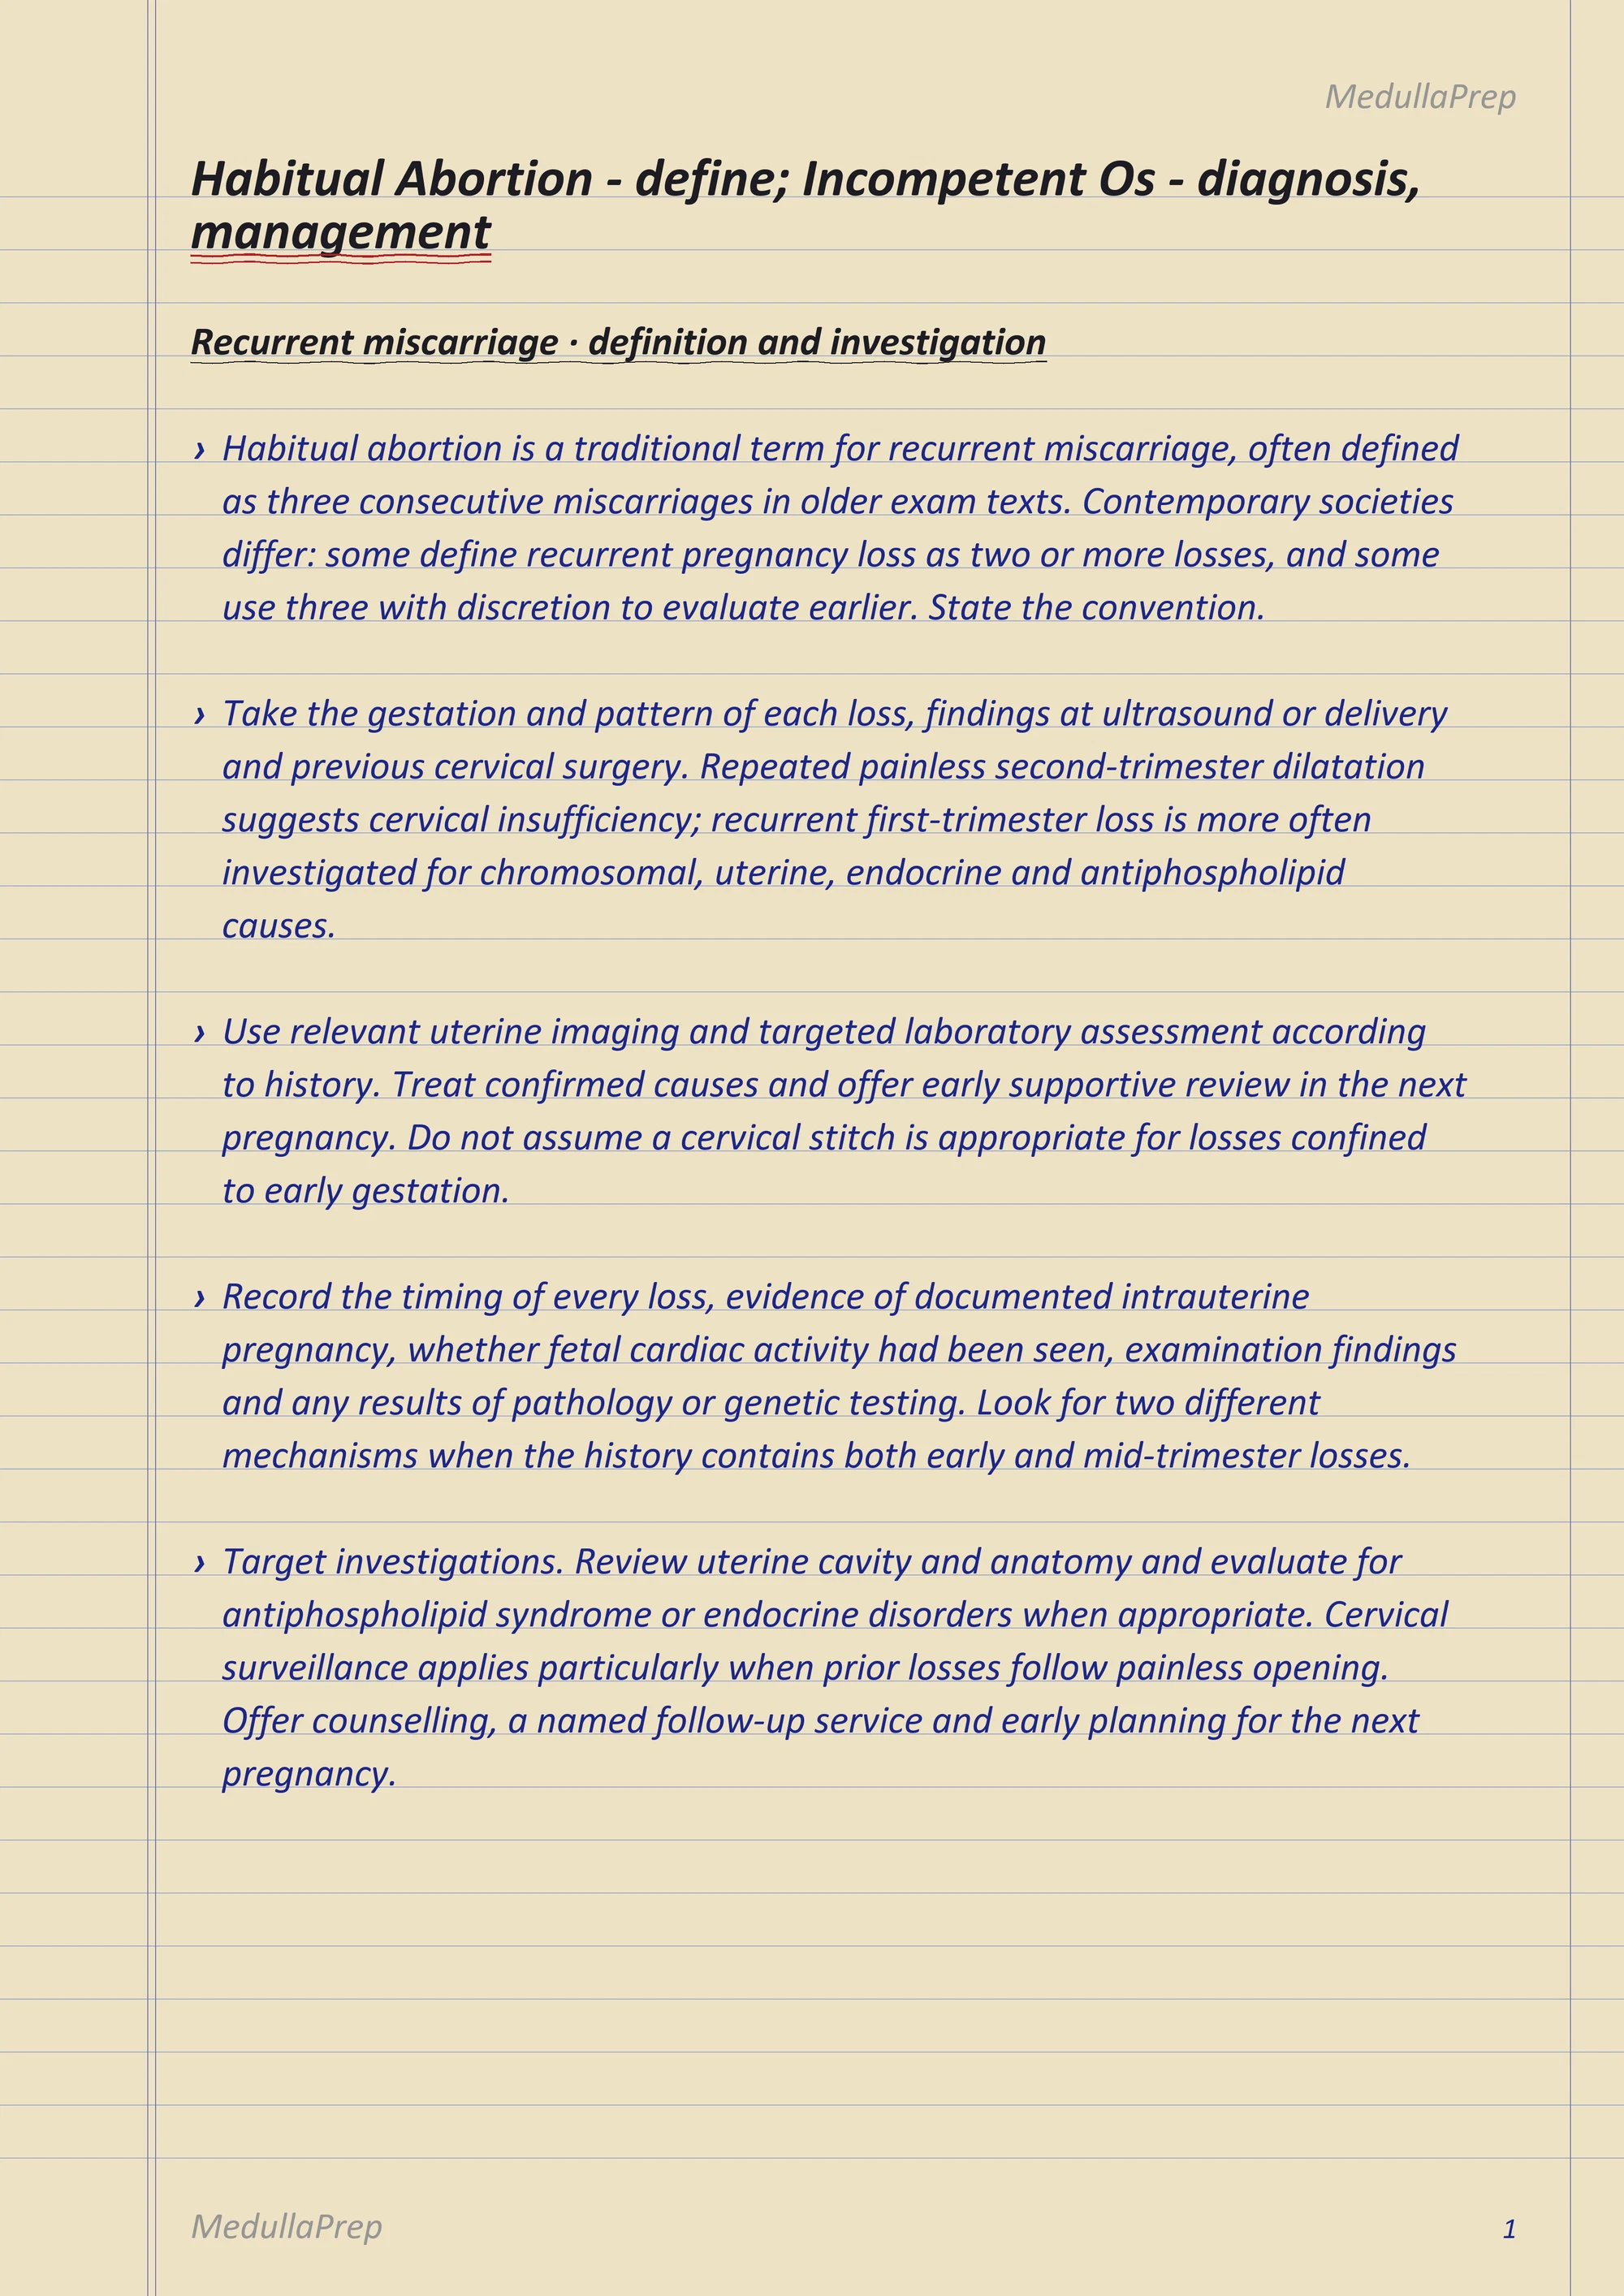 MedullaPrep
Habitual Abortion - define; Incompetent Os - diagnosis,
management
Recurrent miscarriage · definition and investigation
› Habitual abortion is a traditional term for recurrent miscarriage, often defined
as three consecutive miscarriages in older exam texts. Contemporary societies
differ: some define recurrent pregnancy loss as two or more losses, and some
use three with discretion to evaluate earlier. State the convention.
› Take the gestation and pattern of each loss, findings at ultrasound or delivery
and previous cervical surgery. Repeated painless second-trimester dilatation
suggests cervical insufficiency; recurrent first-trimester loss is more often
investigated for chromosomal, uterine, endocrine and antiphospholipid
causes.
› Use relevant uterine imaging and targeted laboratory assessment according
to history. Treat confirmed causes and offer early supportive review in the next
pregnancy. Do not assume a cervical stitch is appropriate for losses confined
to early gestation.
› Record the timing of every loss, evidence of documented intrauterine
pregnancy, whether fetal cardiac activity had been seen, examination findings
and any results of pathology or genetic testing. Look for two different
mechanisms when the history contains both early and mid-trimester losses.
› Target investigations. Review uterine cavity and anatomy and evaluate for
antiphospholipid syndrome or endocrine disorders when appropriate. Cervical
surveillance applies particularly when prior losses follow painless opening.
Offer counselling, a named follow-up service and early planning for the next
pregnancy.
MedullaPrep
1